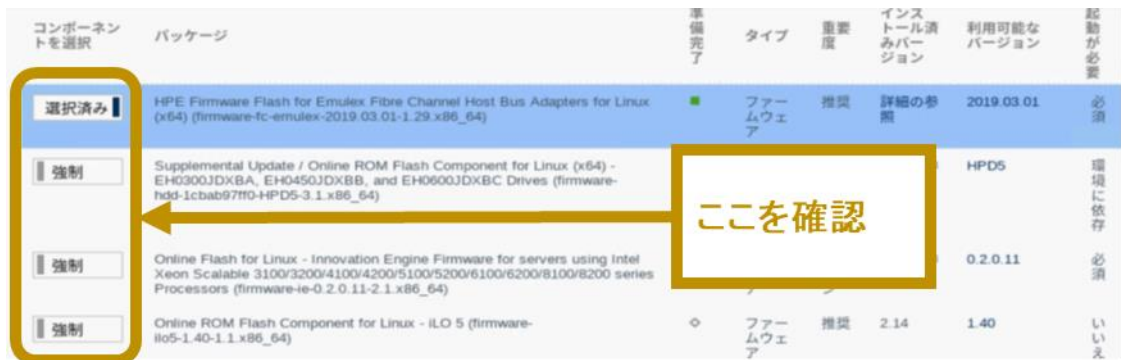 コンポーネン
トを選択
パッケージ
準
備
完
了
タイプ
重要
度
インス
トール済
みバー
ジョン
利用可能な
バージョン
起
動
が
必
要
選択済み
HPE Firmware Flash for Emulex Fibre Channel Host Bus Adapters for Linux
(x64) (firmware-fc-emulex-2019.03.01-1.29.x86_64)
ファー
ムウェ
ア
推奨
詳細の参
照
2019.03.01
必
須
強制
Supplemental Update / Online ROM Flash Component for Linux (x64) -
EH0300JDXBA, EH0450JDXBB, and EH0600JDXBC Drives (firmware-
hdd-1cbab97ff0-HPD5-3.1.x86_64)
HPD5
環
境
に
依
存
ここを確認
強制
Online Flash for Linux - Innovation Engine Firmware for servers using Intel
Xeon Scalable 3100/3200/4100/4200/5100/5200/6100/6200/8100/8200 series
Processors (firmware-ie-0.2.0.11-2.1.x86_64)
0.2.0.11
必
須
強制
Online ROM Flash Component for Linux - iLO 5 (firmware-
ilo5-1.40-1.1.x86_64)
ファー
ムウェ
ア
推奨
2.14
1.40
い
い
え